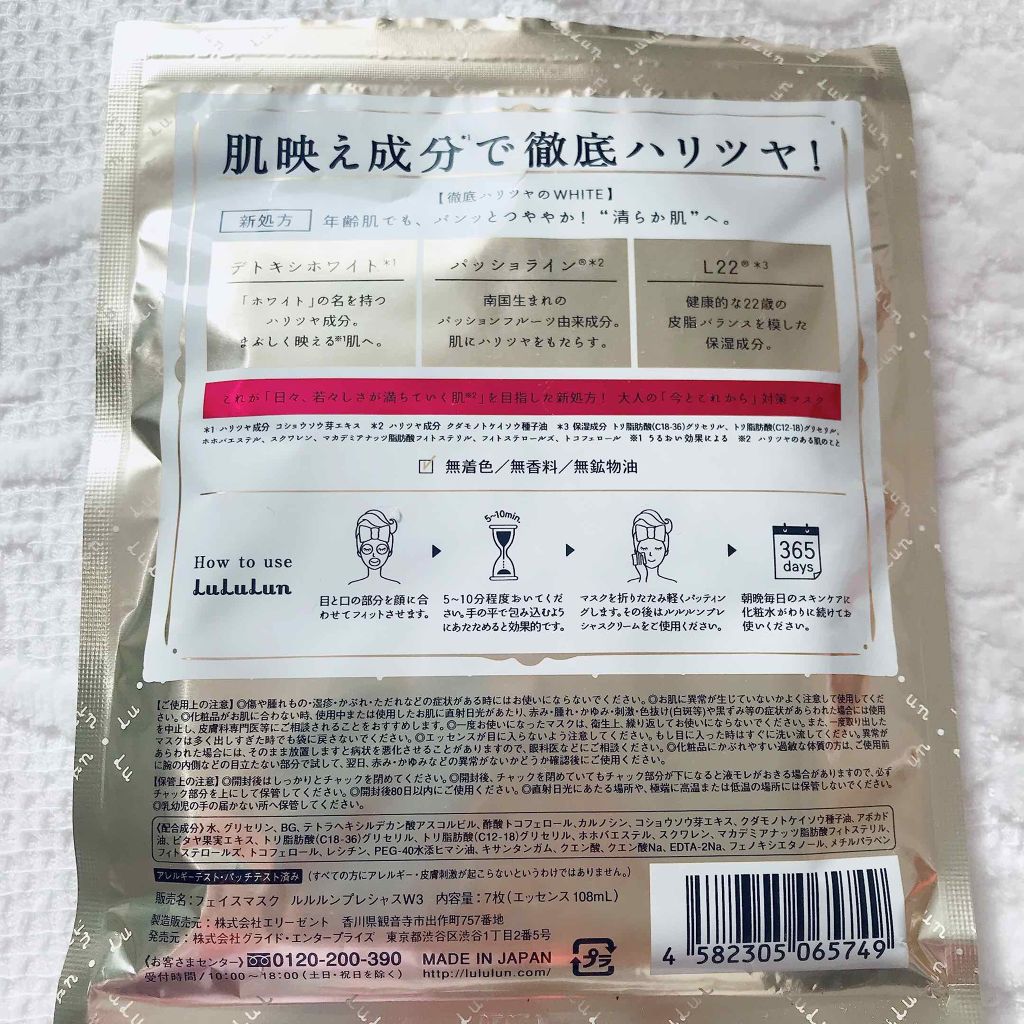 肌映え成分*1で徹底ハリツヤ!
【徹底ハリツヤのWHITE】
新処方 年齢肌でも、パンッとつややか! “清らか肌”へ。
デトキシホワイト*1
「ホワイト」の名を持つ
ハリツヤ成分。
まぶしく映える※1肌へ。
パッショライン®*2
南国生まれの
パッションフルーツ由来成分。
肌にハリツヤをもたらす。
L22®*3
健康的な22歳の
皮脂バランスを模した
保湿成分。
これが「日々、若々しさが満ちていく肌※2」を目指した新処方! 大人の「今とこれから」対策マスク
*1 ハリツヤ成分 コショウソウ芽エキス *2 ハリツヤ成分 クダモノトケイソウ種子油 *3 保湿成分 トリ脂肪酸(C18-36)グリセリル、トリ脂肪酸(C12-18)グリセリル、
ホホバエステル、スクワレン、マカデミアナッツ脂肪酸フィトステリル、フィトステロールズ、トコフェロール ※1 うるおい効果による ※2 ハリツヤのある肌のこと
無着色/無香料/無鉱物油
How to use
LuLuLun
目と口の部分を顔に合
わせてフィットさせます。
5~10min.
5~10分程度おいてくだ
さい。手の平で包み込むよう
にあたためると効果的です。
マスクを折りたたみ軽くパッティン
グします。その後はルルルンプレ
シャスクリームをご使用ください。
365
days
朝晩毎日のスキンケアに
化粧水がわりに続けてお
使いください。
【ご使用上の注意】◎傷や腫れもの・湿疹・かぶれ・ただれなどの症状がある時にはお使いにならないでください。◎お肌に異常が生じていないかよく注意して使用してくだ
さい。◎化粧品がお肌に合わない時、使用中または使用したお肌に直射日光があたり、赤み・腫れ・かゆみ・刺激・色抜け(白斑等)や黒ずみ等の症状があらわれた場合には使用
を中止し、皮膚科専門医等にご相談されることをおすすめします。◎一度お使いになったマスクは、衛生上、繰り返してお使いにならないでください。また、一度取り出した
マスクは多く出しすぎた時でも袋に戻さないでください。◎エッセンスが目に入らないよう注意してください。もし目に入った時はすぐに洗い流してください。異常が
あらわれた場合には、そのまま放置しますと病状を悪化させることがありますので、眼科医などにご相談ください。◎化粧品にかぶれやすい過敏な体質の方は、ご使用前
に腕の内側などの目立たない部分で試して、翌日、赤み・かゆみなどの異常がないかどうか確認後にご使用ください。
【保管上の注意】◎開封後はしっかりとチャックを閉めてください。◎開封後、チャックを閉めていてもチャック部分が下になると液モレがおきる場合がありますので、必ず
チャック部分を上にして保管してください。◎開封後80日以内にご使用ください。◎直射日光にあたる場所や、極端に高温または低温の場所には保管しないでください。
◎乳幼児の手の届かない所へ保管してください。
〈配合成分〉水、グリセリン、BG、テトラヘキシルデカン酸アスコルビル、酢酸トコフェロール、カルノシン、コショウソウ芽エキス、クダモノトケイソウ種子油、アボカド
油、ピタヤ果実エキス、トリ脂肪酸(C18-36)グリセリル、トリ脂肪酸(C12-18)グリセリル、ホホバエステル、スクワレン、マカデミアナッツ脂肪酸フィトステリル、
フィトステロールズ、トコフェロール、レシチン、PEG-40水添ヒマシ油、キサンタンガム、クエン酸、クエン酸Na、EDTA-2Na、フェノキシエタノール、メチルパラベン
アレルギーテスト・パッチテスト済み (すべての方にアレルギー・皮膚刺激が起こらないというわけではありません。)
販売名:フェイスマスク ルルルンプレシャスW3 内容量:7枚(エッセンス108mL)
製造販売元:株式会社エリーゼント 香川県観音寺市出作町757番地
発売元:株式会社グライド・エンタープライズ 東京都渋谷区渋谷1丁目2番5号
〈お客さまセンター〉0120-200-390 MADE IN JAPAN
受付時間/10:00~18:00(土日・祝日を除く) http://lululun.com/
プラ
4 582305 065749